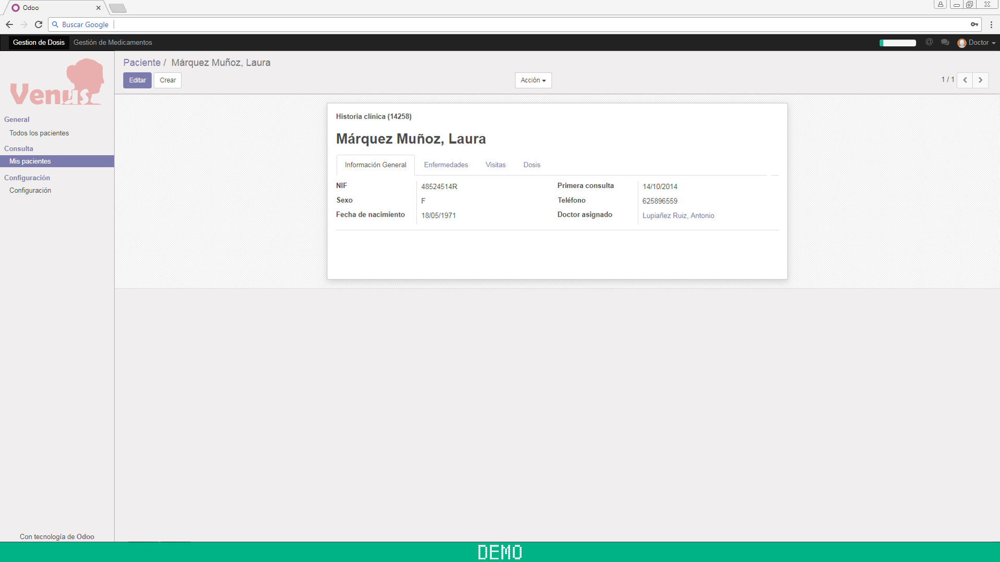 Odoo
Buscar Google
Gestion de Dosis
Gestión de Medicamentos
@
Doctor
Venus
Paciente / Márquez Muñoz, Laura
Editar
Crear
Acción
1 / 1
General
Todos los pacientes
Consulta
Mis pacientes
Configuración
Configuración
Historia clínica (14258)
Márquez Muñoz, Laura
Información General
Enfermedades
Visitas
Dosis
NIF
48524514R
Sexo
F
Fecha de nacimiento
18/05/1971
Primera consulta
14/10/2014
Teléfono
625896559
Doctor asignado
Lupiañez Ruiz, Antonio
Con tecnología de Odoo
DEMO